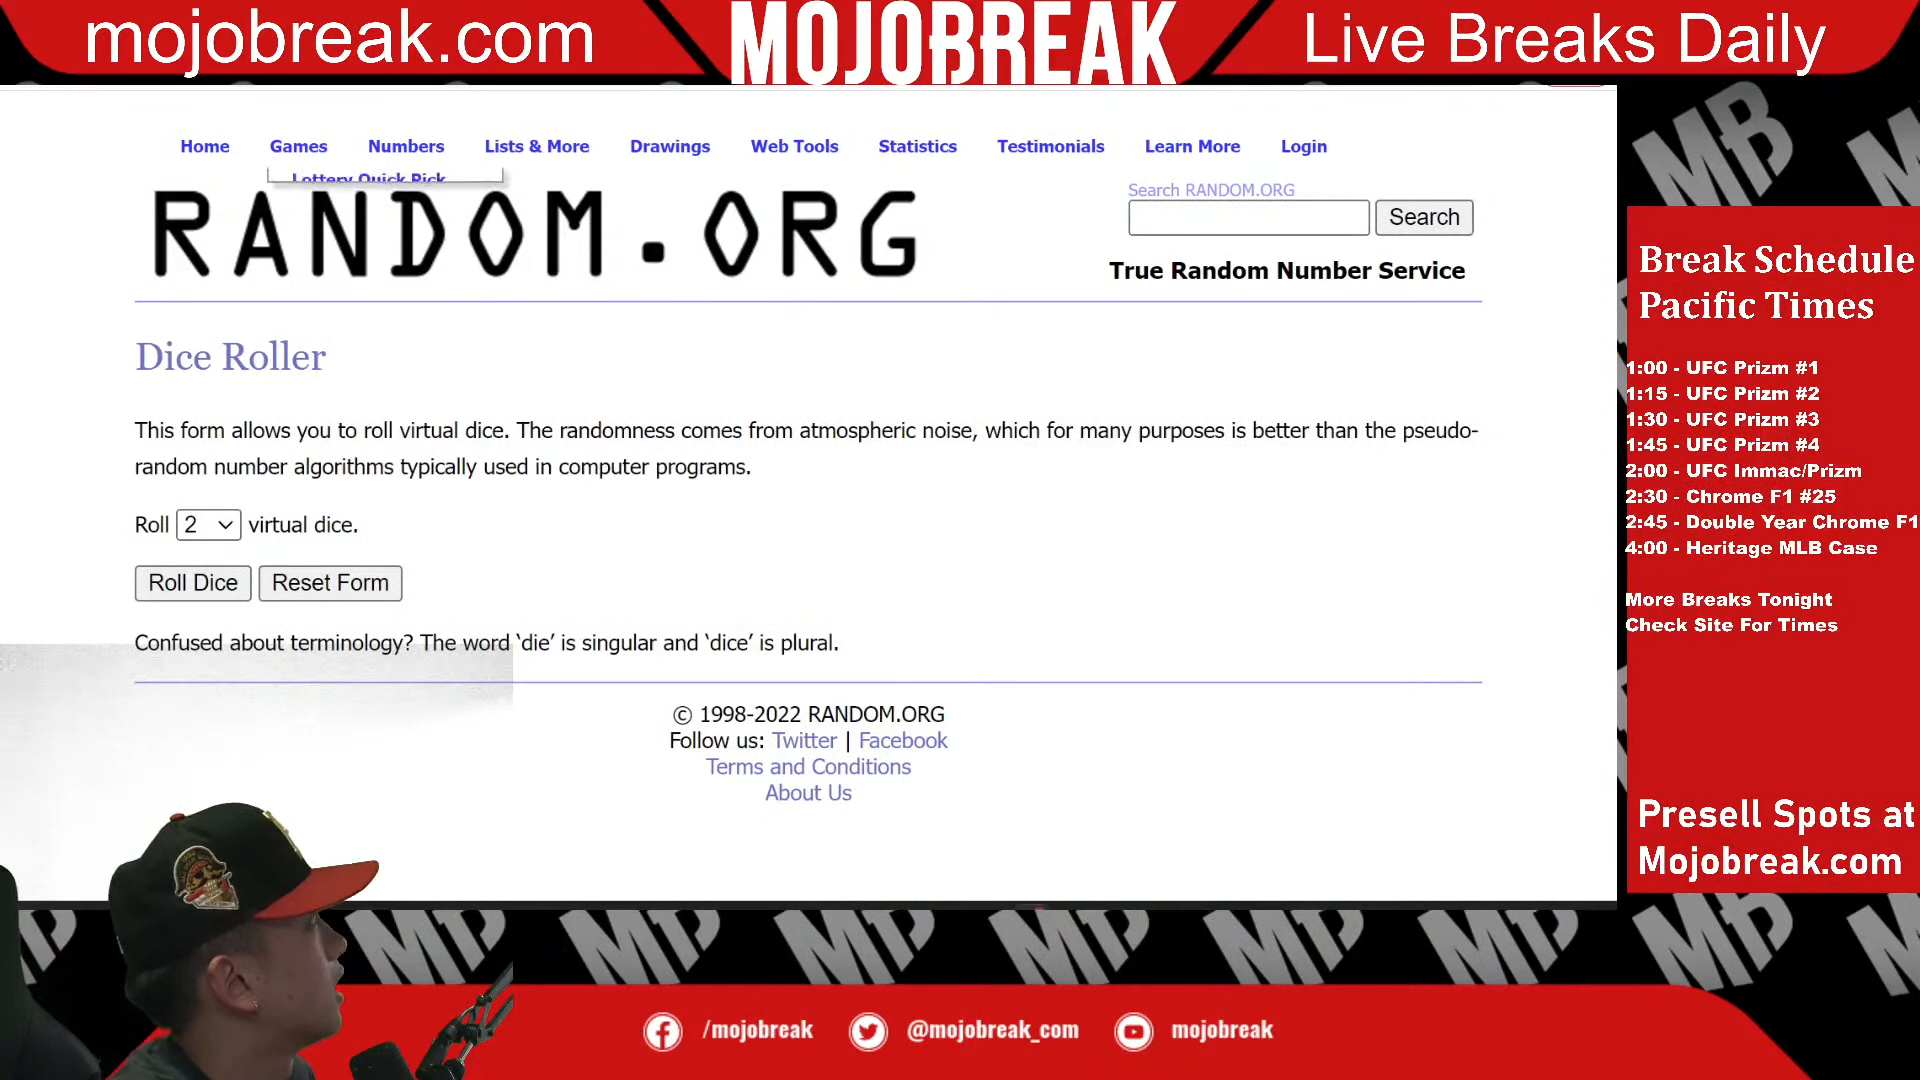 mojobreak.com
MOJOBREAK
Live Breaks Daily
Home Games Numbers Lists & More Drawings Web Tools Statistics Testimonials Learn More Login
Lottery Quick Pick
RANDOM.ORG
Search RANDOM.ORG
Search
True Random Number Service
Dice Roller
This form allows you to roll virtual dice. The randomness comes from atmospheric noise, which for many purposes is better than the pseudo-
random number algorithms typically used in computer programs.
Roll 2 virtual dice.
Roll Dice Reset Form
Confused about terminology? The word ‘die’ is singular and ‘dice’ is plural.
© 1998-2022 RANDOM.ORG
Follow us: Twitter | Facebook
Terms and Conditions
About Us
Break Schedule
Pacific Times
1:00 - UFC Prizm #1
1:15 - UFC Prizm #2
1:30 - UFC Prizm #3
1:45 - UFC Prizm #4
2:00 - UFC Immac/Prizm
2:30 - Chrome F1 #25
2:45 - Double Year Chrome F1
4:00 - Heritage MLB Case
More Breaks Tonight
Check Site For Times
Presell Spots at
Mojobreak.com
/mojobreak @mojobreak_com mojobreak